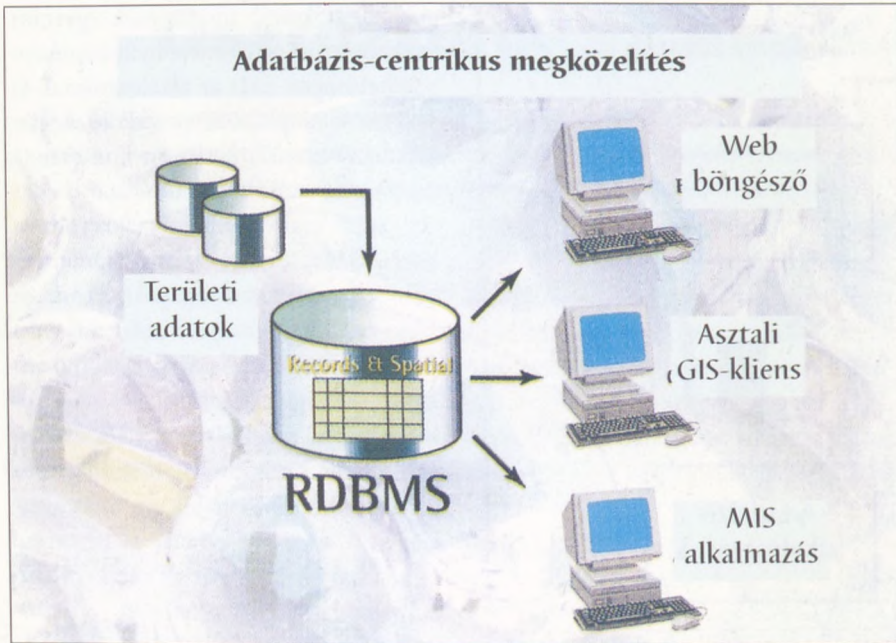 Adatbázis-centrikus megközelítés
Területi
adatok
Records & Spatial
RDBMS
Web
böngésző
Asztali
GIS-kliens
MIS
alkalmazás